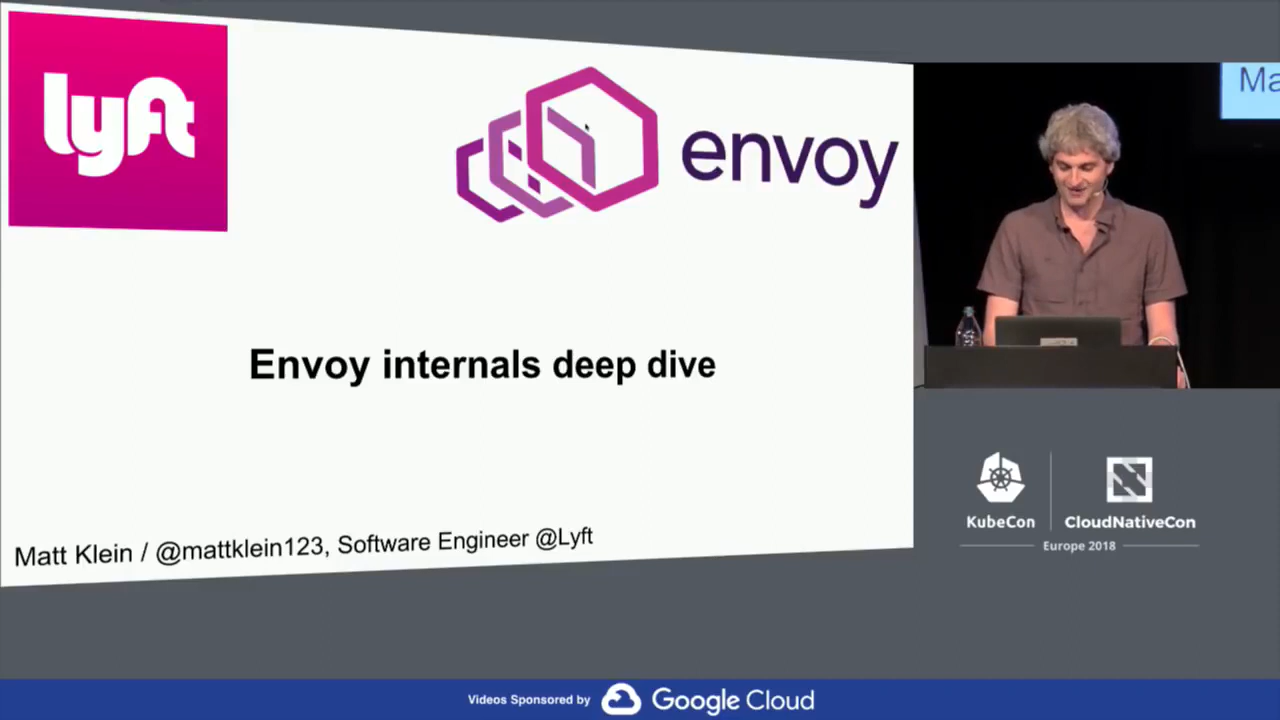 lyft
envoy
Ma
Envoy internals deep dive
Matt Klein / @mattklein123, Software Engineer @Lyft
KubeCon
CloudNativeCon
Europe 2018
Videos Sponsored by Google Cloud